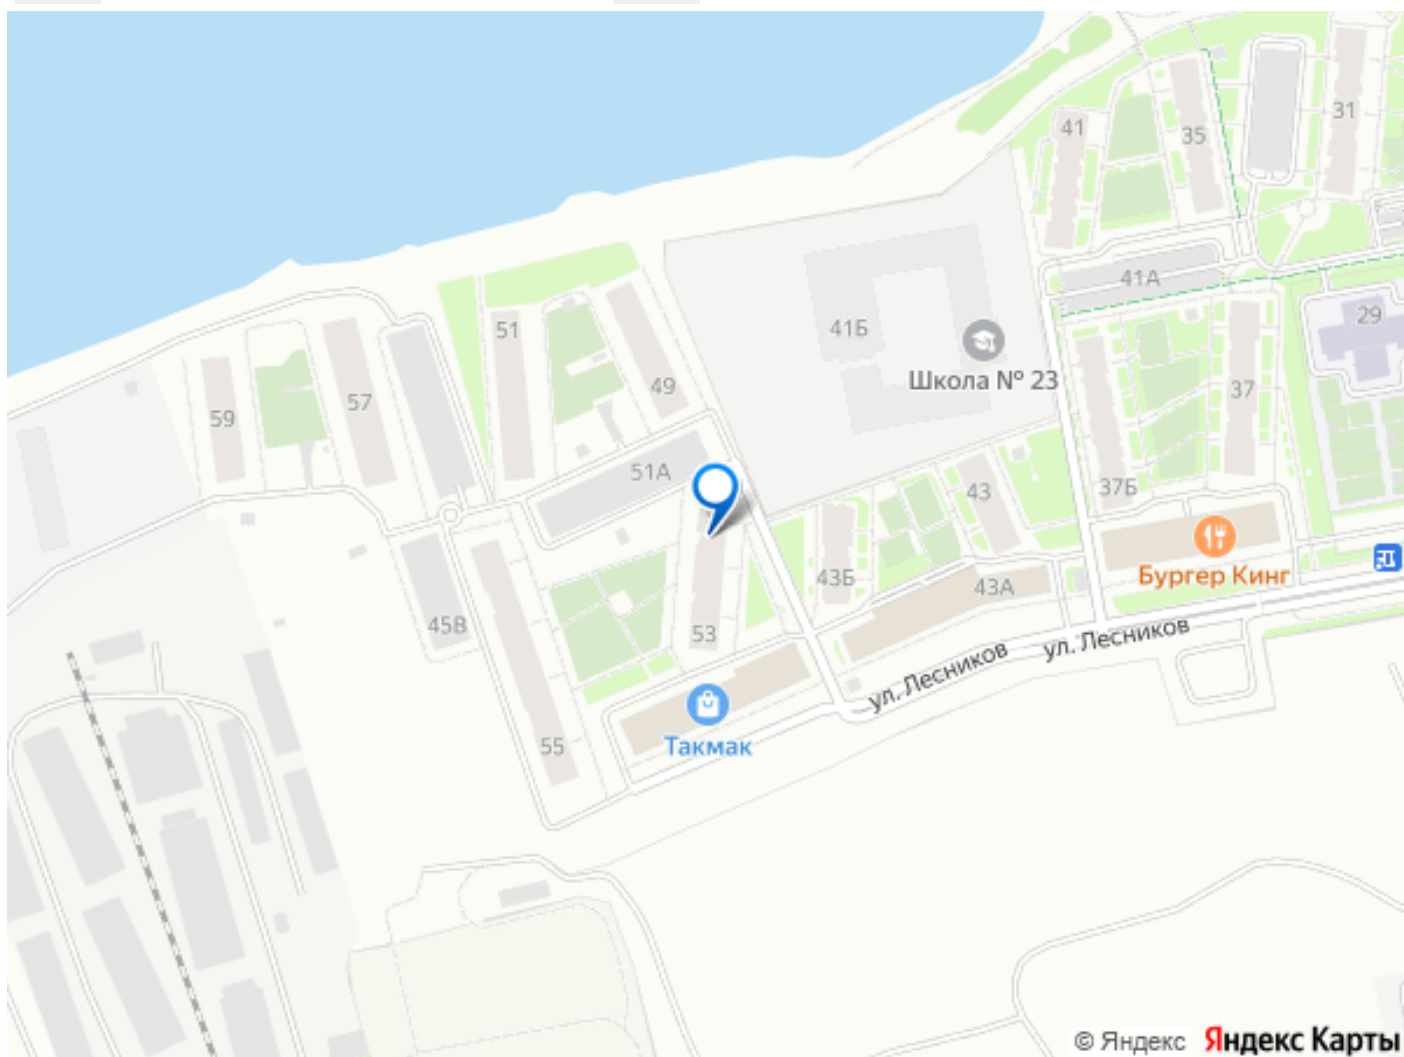 31
41
35
41А
29
51
41Б
Школа № 23
49
57
59
37
51А
43
37Б
43Б
Бургер Кинг
43А
45В
53
ул. Лесников
ул. Лесников
Такмак
55
© Яндекс Яндекс Карты